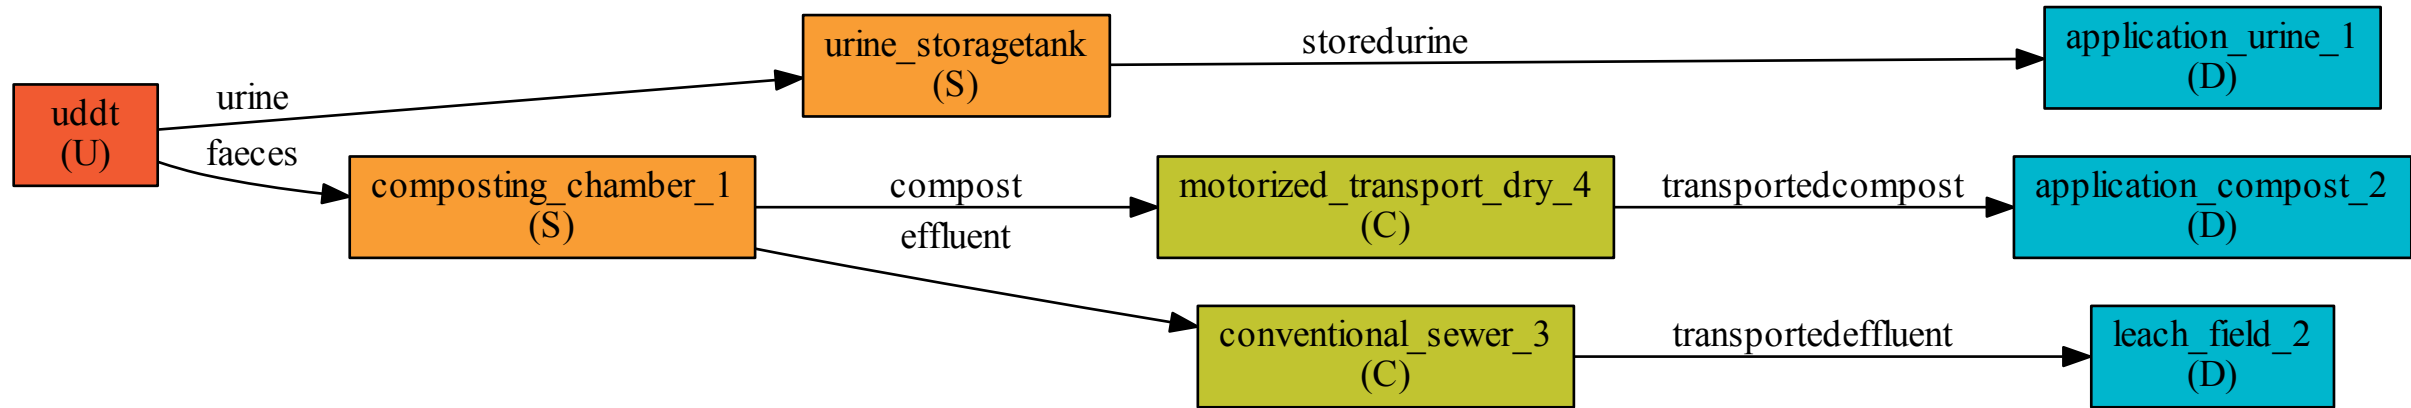 uddt
(U)
urine
faeces
urine_storagetank
(S)
storedurine
application_urine_1
(D)
composting_chamber_1
(S)
compost
effluent
motorized_transport_dry_4
(C)
transportedcompost
application_compost_2
(D)
conventional_sewer_3
(C)
transportedeffluent
leach_field_2
(D)